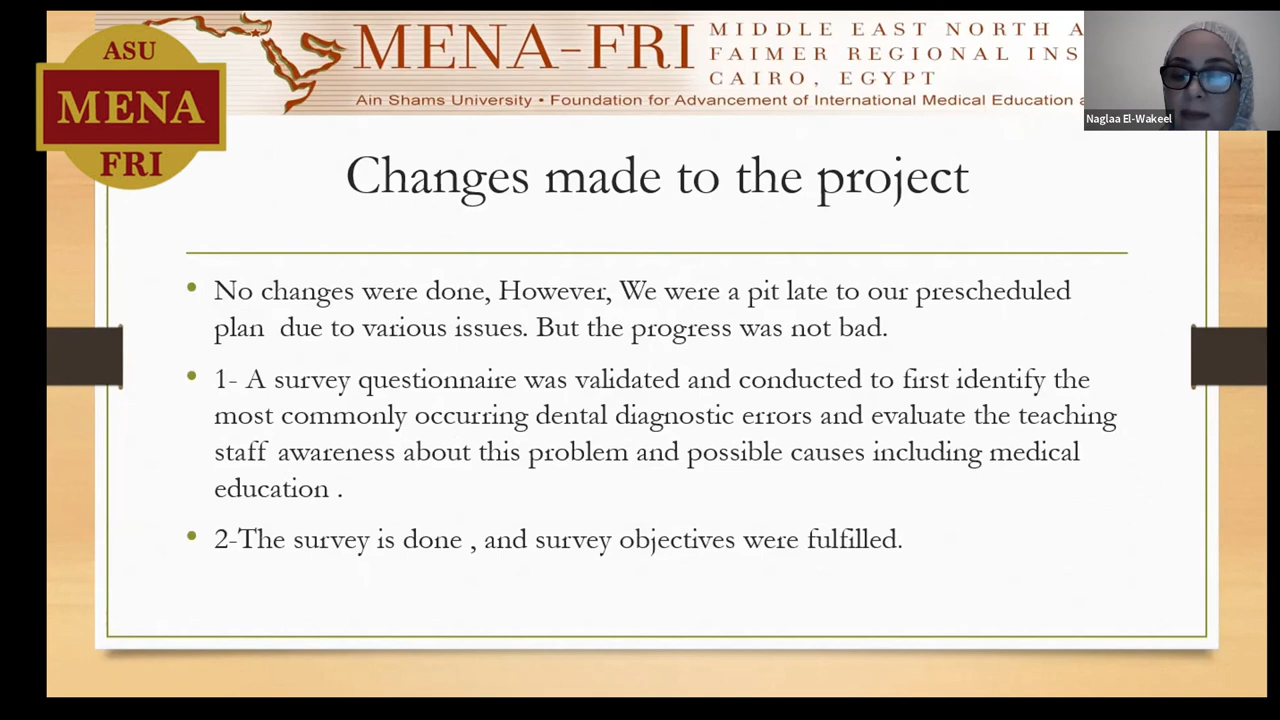 ASU
MENA
FRI
MENA-FRI
MIDDLE EAST NORTH A
FAIMER REGIONAL INS
CAIRO, EGYPT
Ain Shams University • Foundation for Advancement of International Medical Education a
Naglaa El-Wakeel
Changes made to the project
• No changes were done, However, We were a pit late to our prescheduled
plan due to various issues. But the progress was not bad.
• 1- A survey questionnaire was validated and conducted to first identify the
most commonly occurring dental diagnostic errors and evaluate the teaching
staff awareness about this problem and possible causes including medical
education .
• 2-The survey is done , and survey objectives were fulfilled.